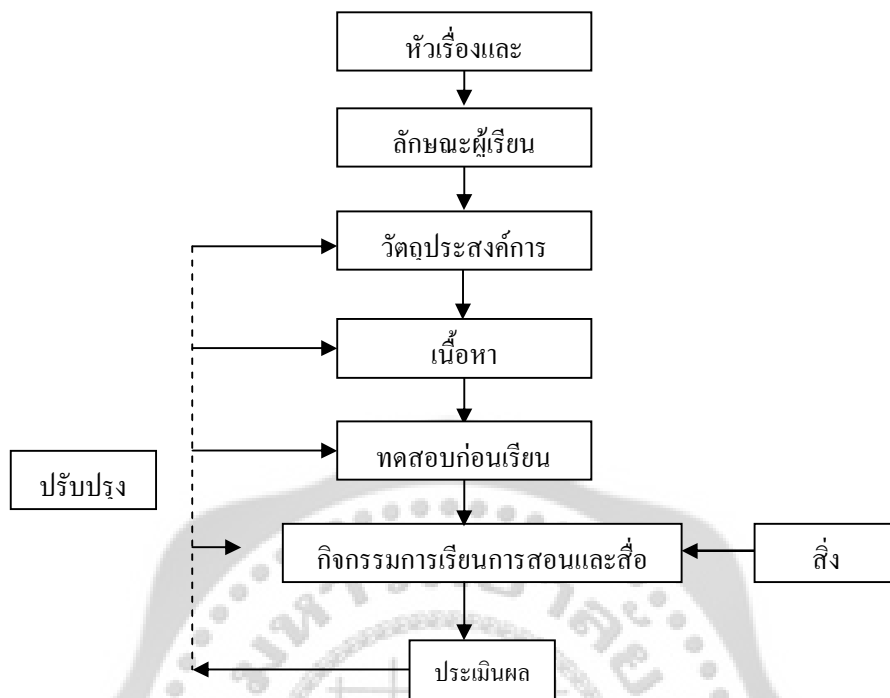 หัวเรื่องและ
ลักษณะผู้เรียน
วัตถุประสงค์การ
เนื้อหา
ทดสอบก่อนเรียน
ปรับปรุง
กิจกรรมการเรียนการสอนและสื่อ
สิ่ง
ประเมินผล